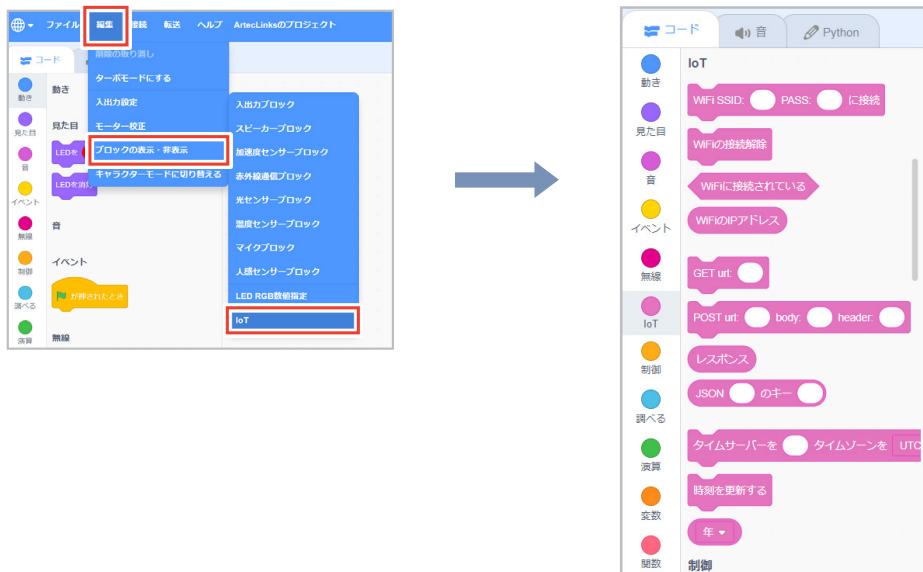 ファイル 編集 接続 転送 ヘルプ ArtecLinksのプロジェクト
コード
削除の取り消し
ターボモードにする
入出力設定
モーター校正
ブロックの表示・非表示
キャラクターモードに切り替える
入出力ブロック
スピーカーブロック
加速度センサーブロック
赤外線通信ブロック
光センサーブロック
温度センサーブロック
マイクブロック
人感センサーブロック
LED RGB数値指定
IoT
動き
見た目
音
イベント
無線
制御
調べる
演算
動き
見た目
LEDを
LEDを消灯
音
イベント
が押されたとき
無線
コード 音 Python
動き
見た目
音
イベント
無線
IoT
制御
調べる
演算
変数
関数
IoT
WiFi SSID: PASS: に接続
WiFiの接続解除
WiFiに接続されている
WiFiのIPアドレス
GET url:
POST url: body: header:
レスポンス
JSON のキー
タイムサーバーを タイムゾーンを UTC
時刻を更新する
年
制御